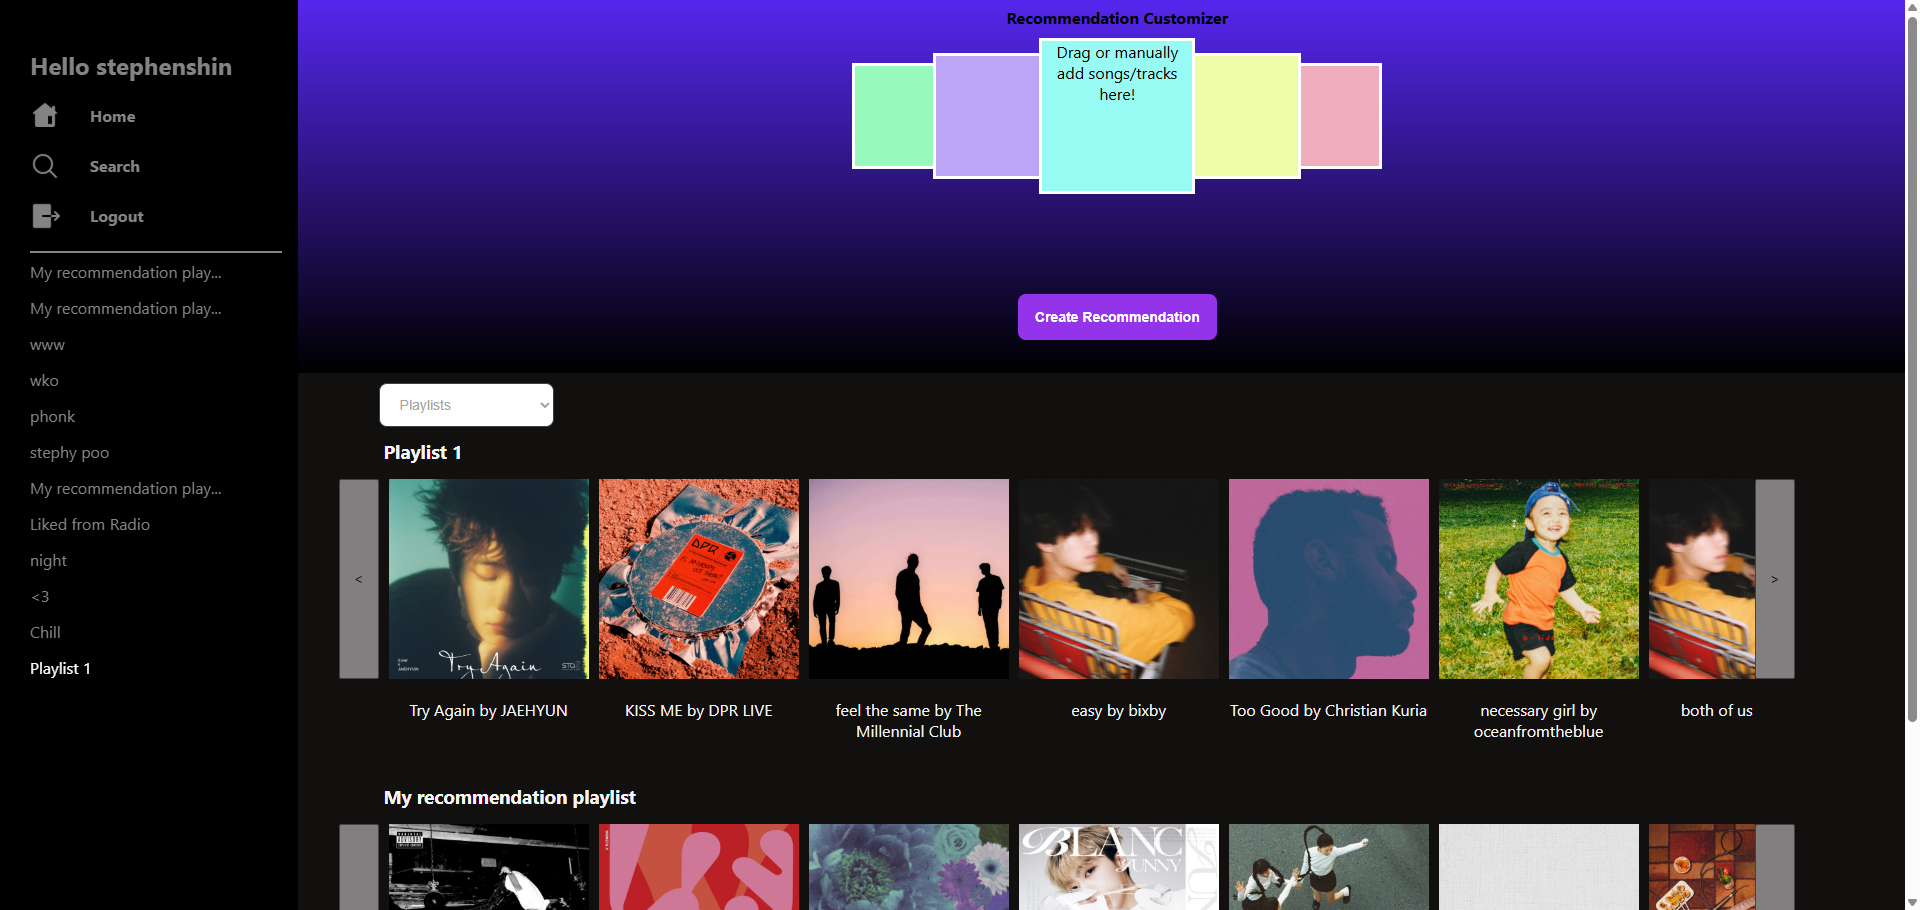 Hello stephenshin
Home
Search
Logout
My recommendation play...
My recommendation play...
www
wko
phonk
stephy poo
My recommendation play...
Liked from Radio
night
<3
Chill
Playlist 1
Recommendation Customizer
Drag or manually
add songs/tracks
here!
Create Recommendation
Playlists
Playlist 1
<
DPR
Try Again
>
Try Again by JAEHYUN
KISS ME by DPR LIVE
feel the same by The
Millennial Club
easy by bixby
Too Good by Christian Kuria
necessary girl by
oceanfromtheblue
both of us
My recommendation playlist
BLANC